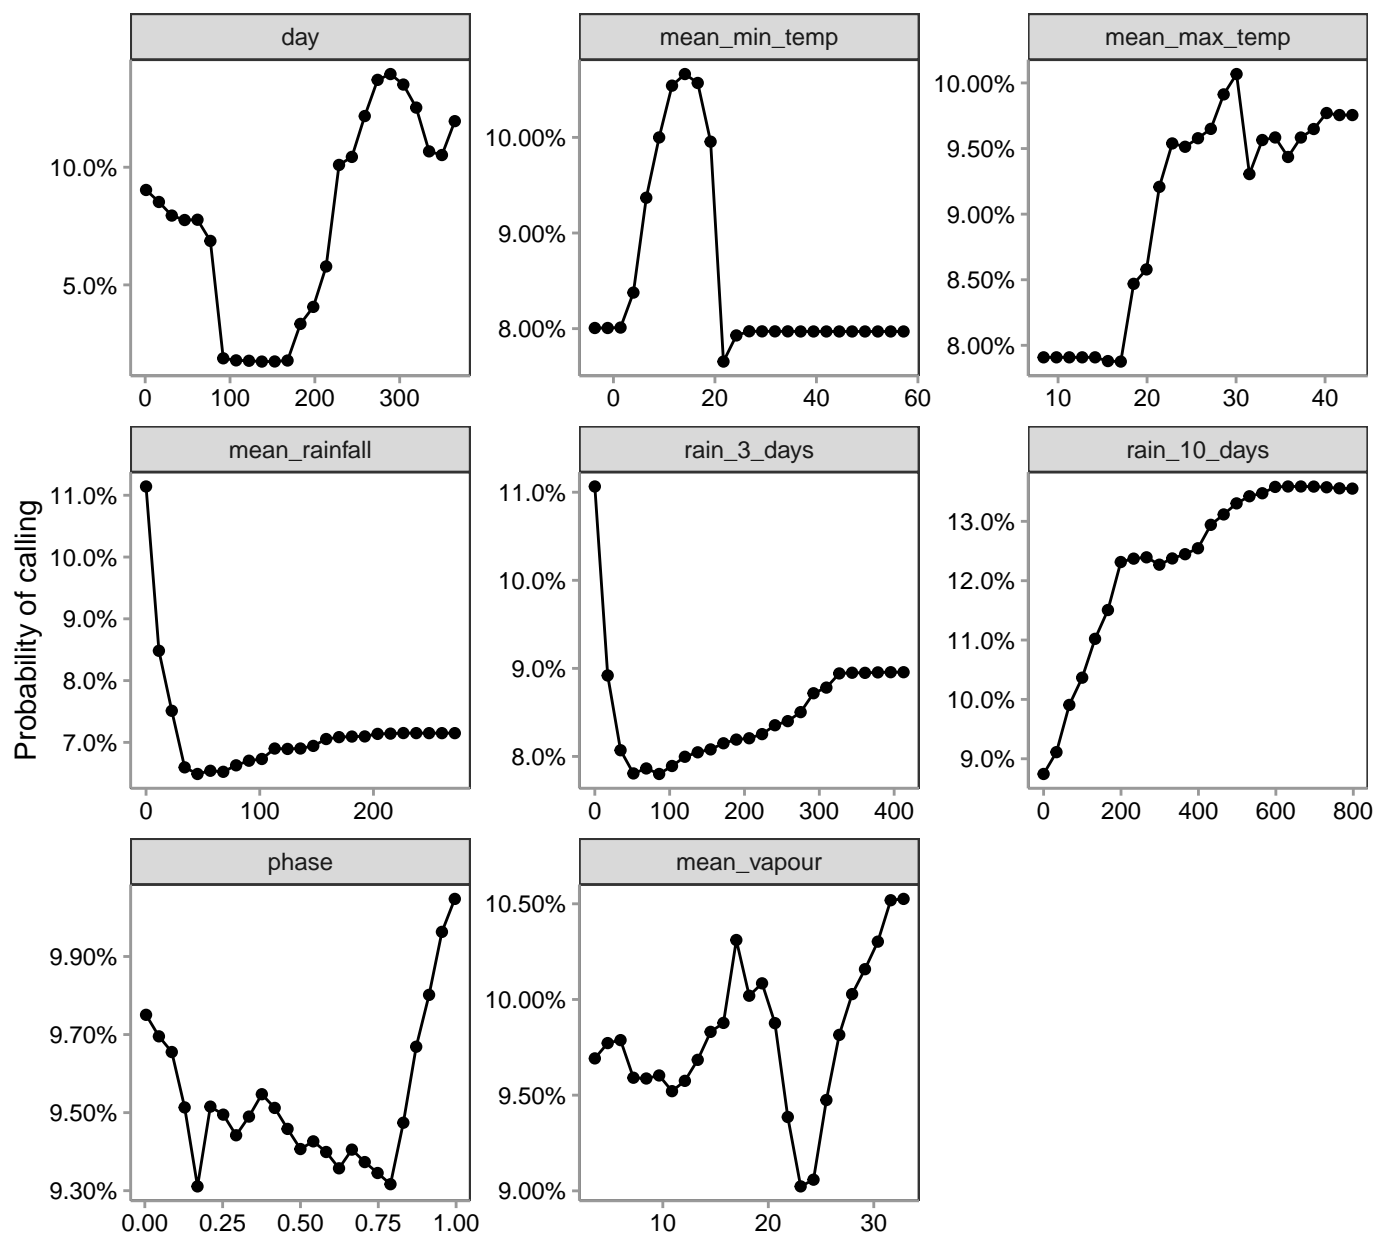 day
mean_min_temp
mean_max_temp
10.0%
5.0%
0 100 200 300
10.00%
9.00%
8.00%
0 20 40 60
10.00%
9.50%
9.00%
8.50%
8.00%
10 20 30 40
Probability of calling
mean_rainfall
rain_3_days
rain_10_days
11.0%
10.0%
9.0%
8.0%
7.0%
0 100 200
11.0%
10.0%
9.0%
8.0%
0 100 200 300 400
13.0%
12.0%
11.0%
10.0%
9.0%
0 200 400 600 800
phase
mean_vapour
9.90%
9.70%
9.50%
9.30%
0.00 0.25 0.50 0.75 1.00
10.50%
10.00%
9.50%
9.00%
10 20 30